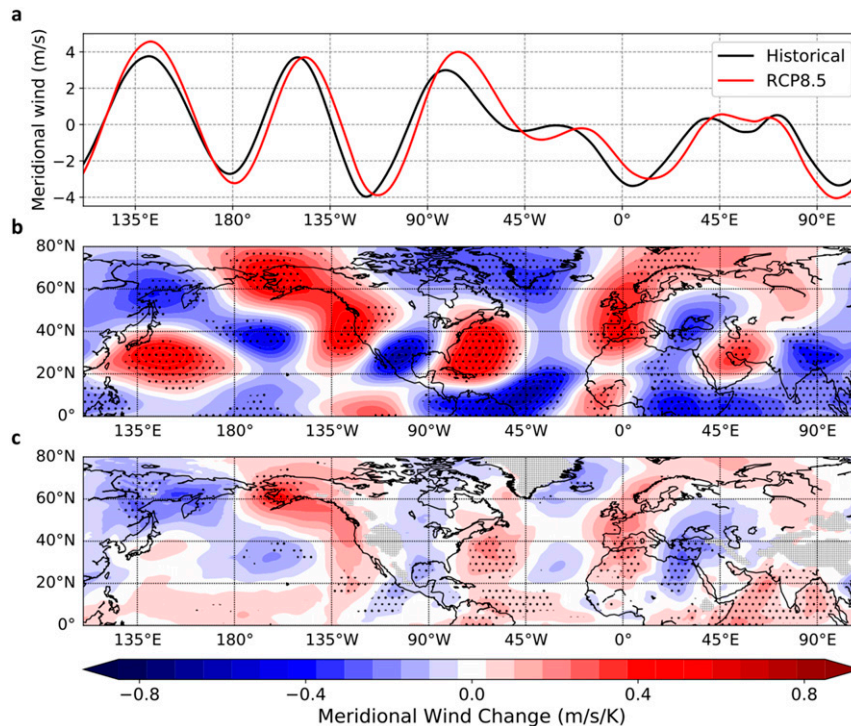 a
Meridional wind (m/s)
4
2
0
−2
−4
Historical
RCP8.5
135°E 180° 135°W 90°W 45°W 0° 45°E 90°E
b
80°N
60°N
40°N
20°N
0°
135°E 180° 135°W 90°W 45°W 0° 45°E 90°E
c
80°N
60°N
40°N
20°N
0°
135°E 180° 135°W 90°W 45°W 0° 45°E 90°E
−0.8 −0.4 0.0 0.4 0.8
Meridional Wind Change (m/s/K)